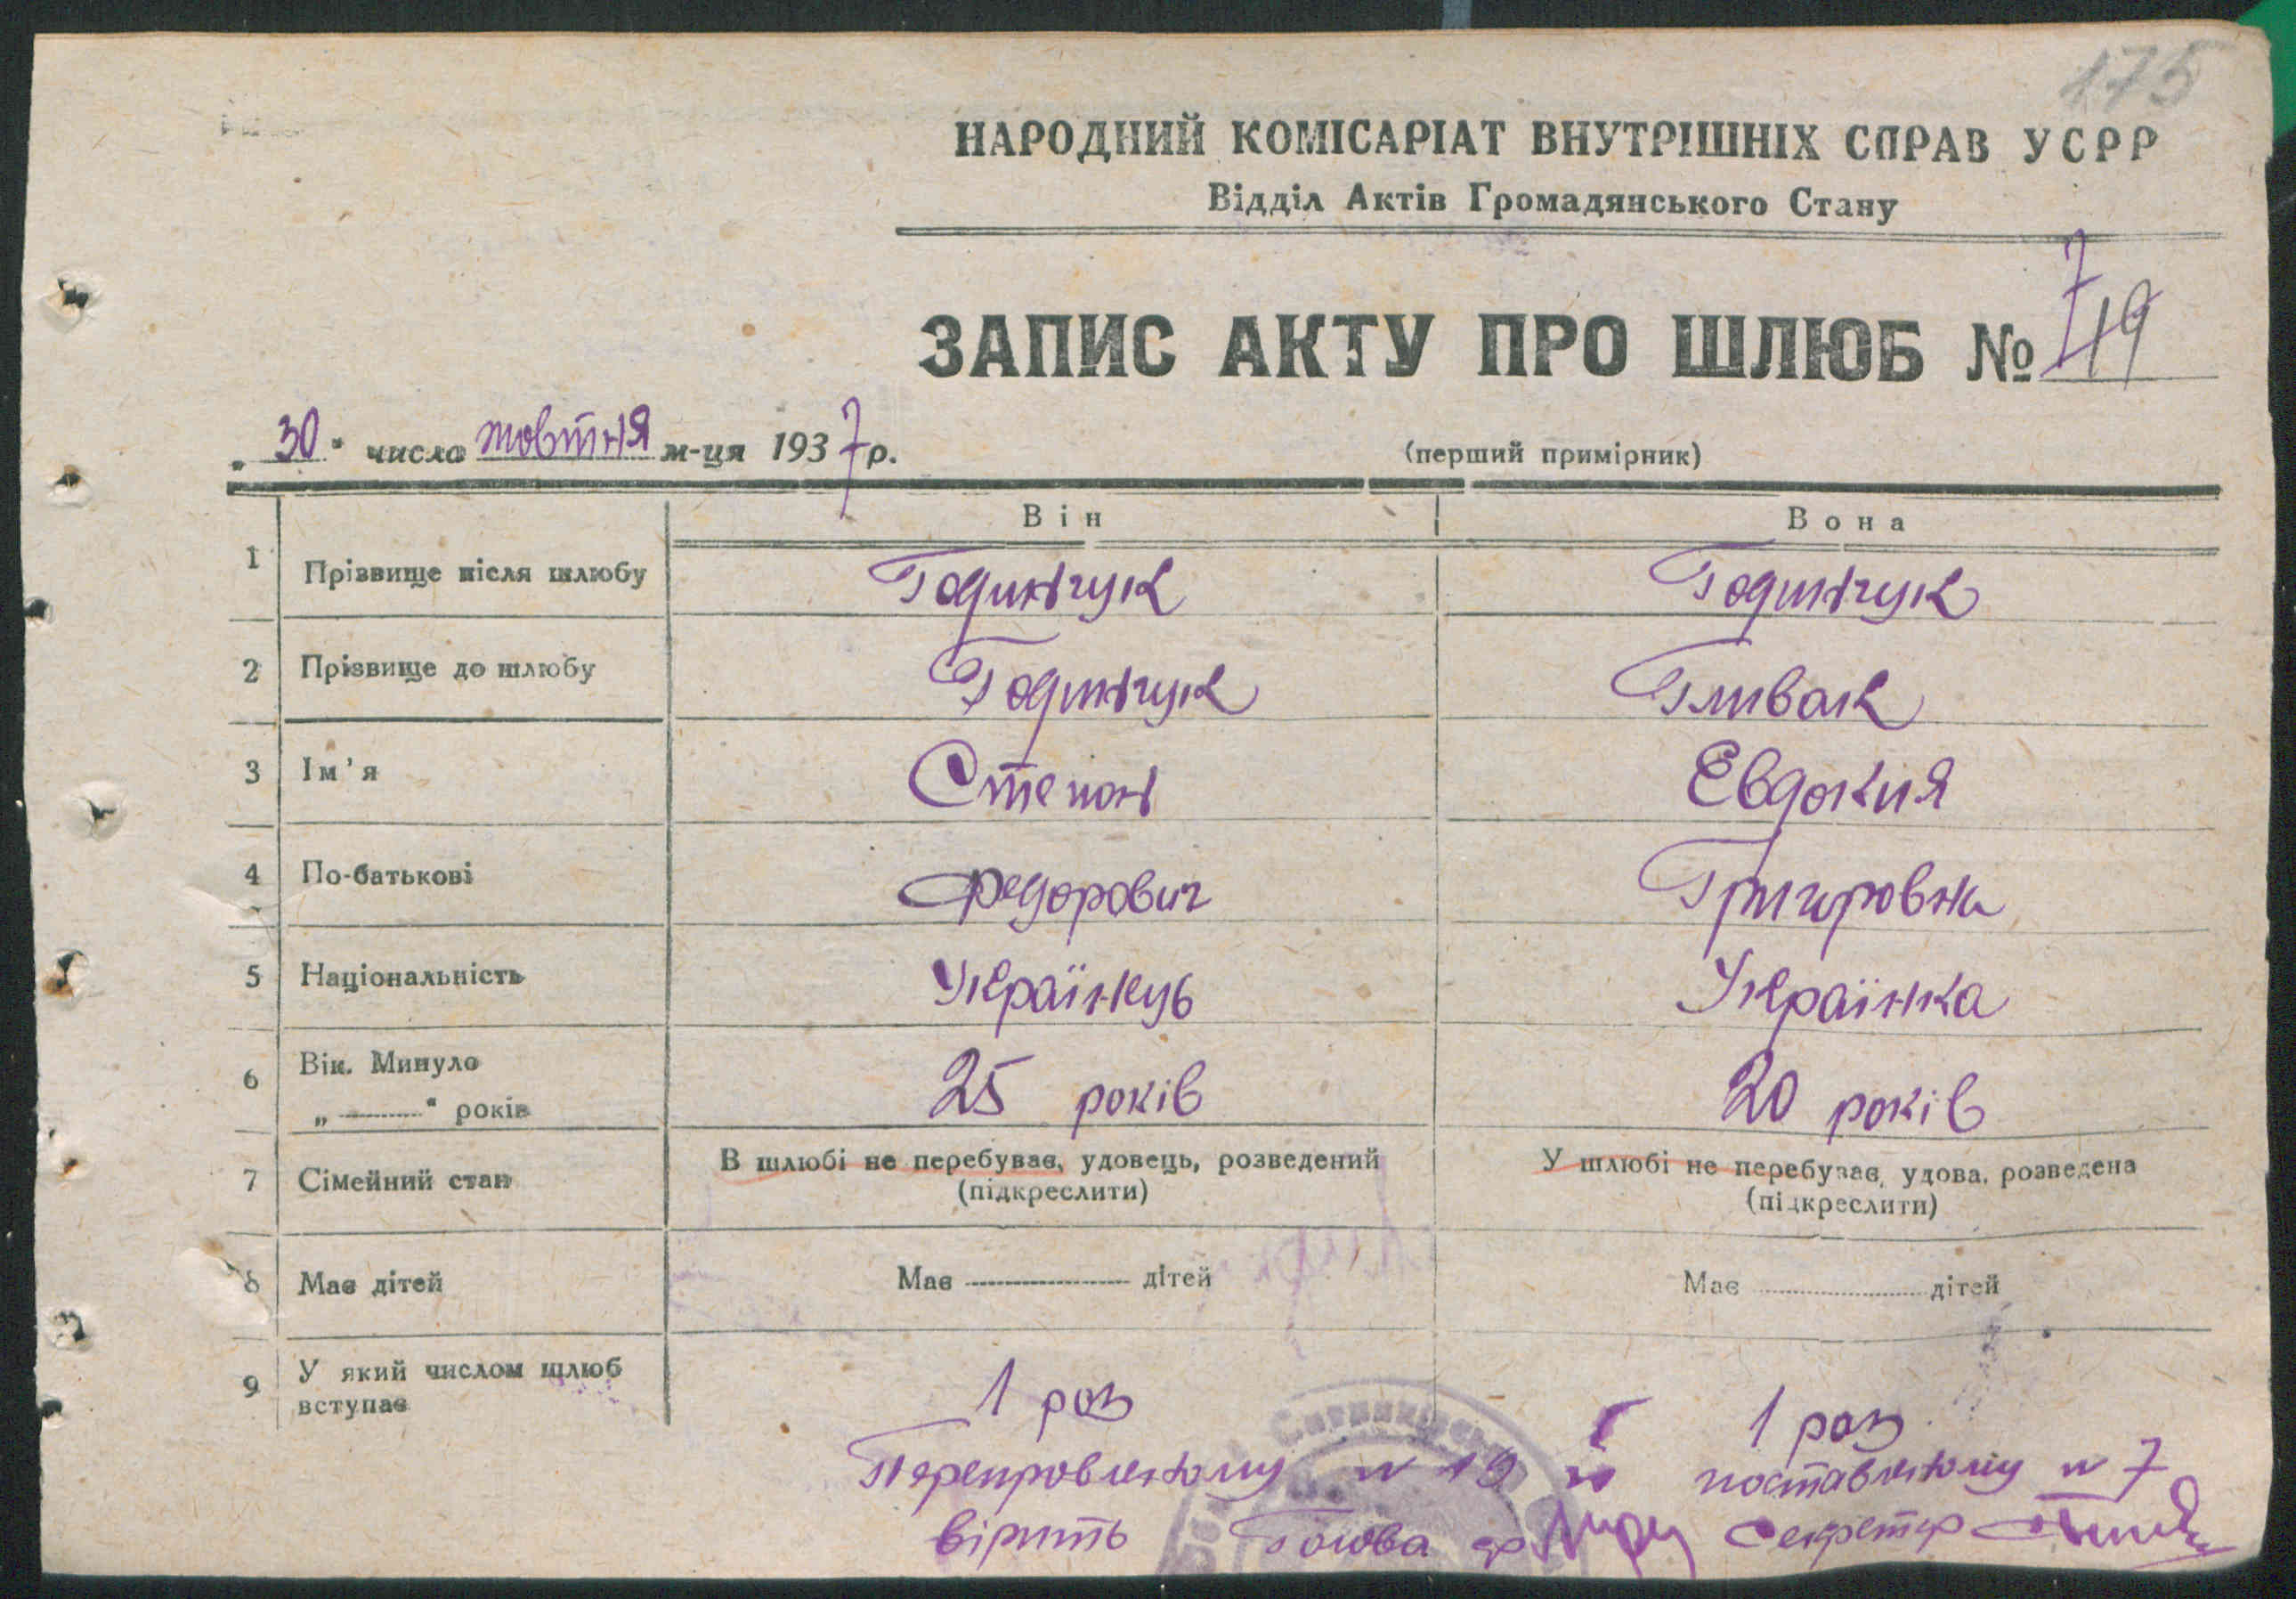 175
НАРОДНИЙ КОМІСАРІАТ ВНУТРІШНІХ СПРАВ УСРР
Відділ Актів Громадянського Стану
ЗАПИС АКТУ ПРО ШЛЮБ № 7 19
„30“ число жовтня м-ця 1937 р.
(перший примірник)
Він Вона
1 Прізвище після шлюбу Годинчук Годинчук
2 Прізвище до шлюбу Годинчук Гливак
3 Ім'я Степан Евдокия
4 По-батькові Федорович Григоровна
5 Національність Українець Українка
6 Вік. Минуло 25 років 20 років
„ “ років
7 Сімейний стан В шлюбі не перебуває, удовець, розведений У шлюбі не перебуває, удова, розведена
(підкреслити) (підкреслити)
8 Має дітей Має дітей Має дітей
9 У який числом шлюб
вступає 1 раз 1 раз
Перенравленому № 19 й поставленому № 7
вірить Голова Секретар